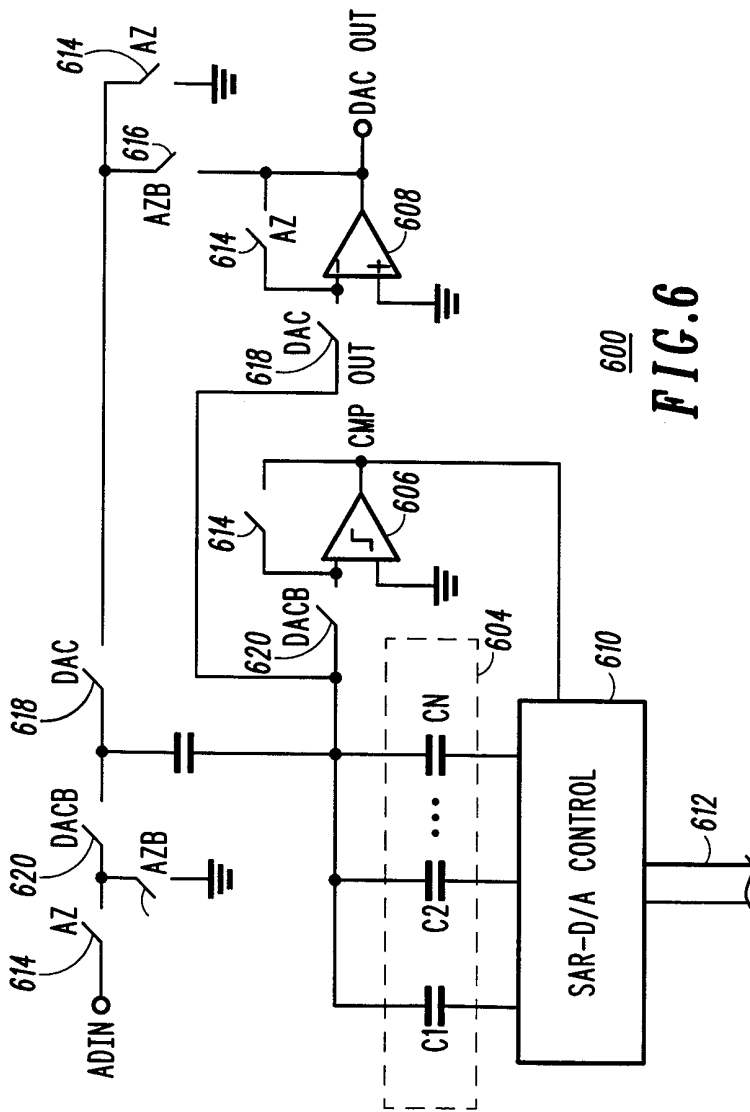 614
AZ
620
DACB
618
DAC
614
AZ
ADIN
AZB
616
AZB
614
AZ
DAC OUT
608
618
DAC
614
CMP OUT
606
620
DACB
604
C1
C2
CN
610
SAR-D/A CONTROL
612
600
FIG.6